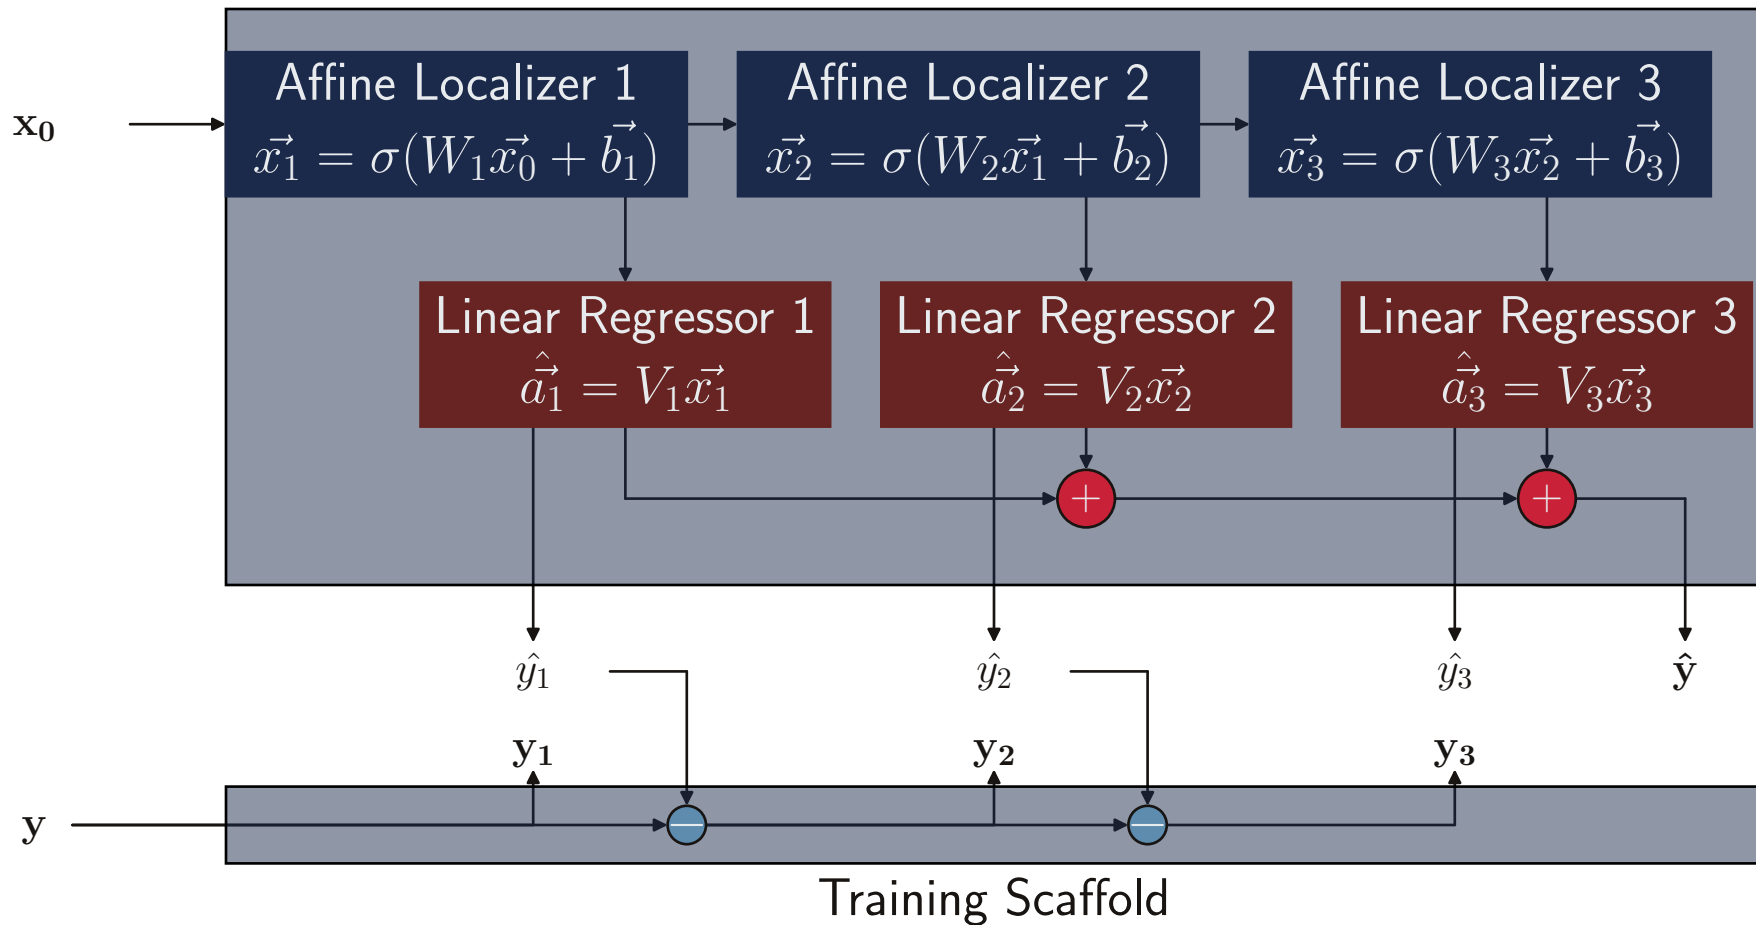 Affine Localizer 1
Affine Localizer 2
Affine Localizer 3
x₀
x⃗₁ = σ(W₁x⃗₀ + b⃗₁)
x⃗₂ = σ(W₂x⃗₁ + b⃗₂)
x⃗₃ = σ(W₃x⃗₂ + b⃗₃)
Linear Regressor 1
Linear Regressor 2
Linear Regressor 3
â⃗₁ = V₁x⃗₁
â⃗₂ = V₂x⃗₂
â⃗₃ = V₃x⃗₃
+
+
ŷ₁
ŷ₂
ŷ₃
ŷ
y₁
y₂
y₃
y
−
−
Training Scaffold